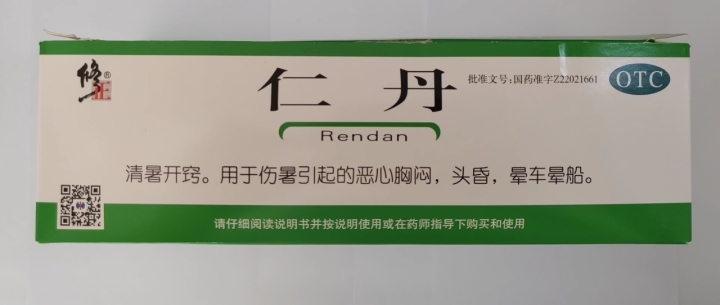 修正®
仁丹
批准文号：国药准字Z22021661
OTC
Rendan
清暑开窍。用于伤暑引起的恶心胸闷，头昏，晕车晕船。
请仔细阅读说明书并按说明使用或在药师指导下购买和使用